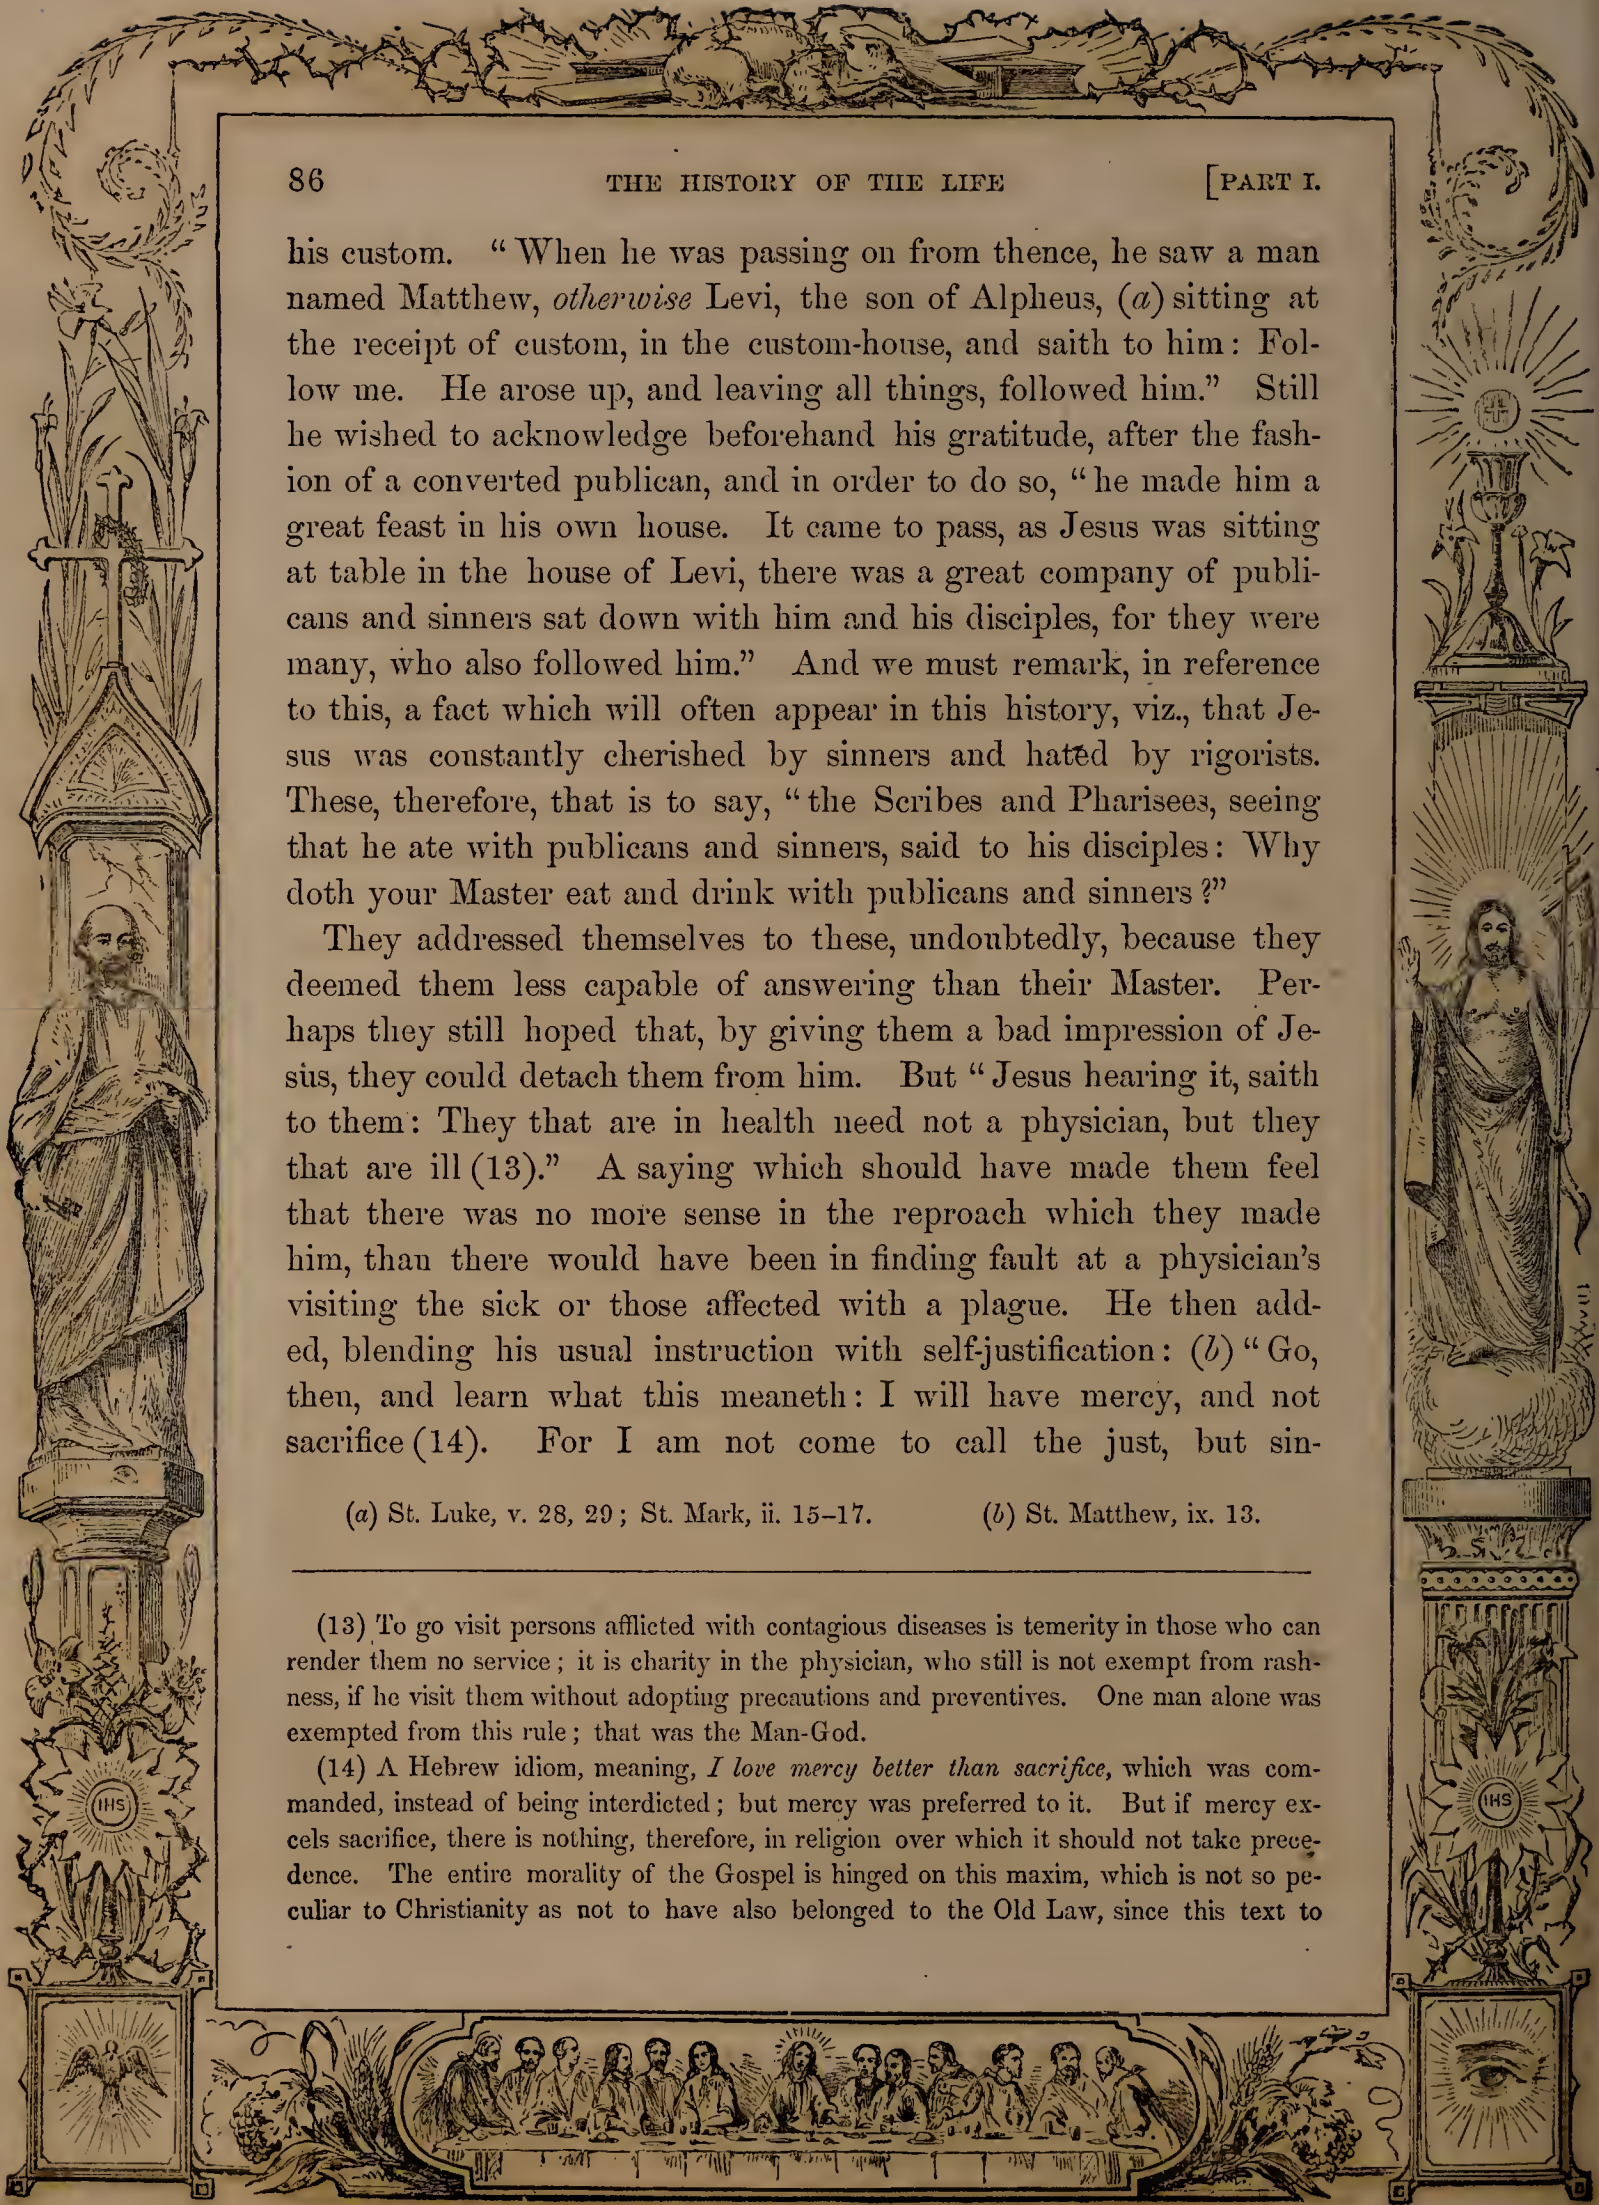 86 THE HISTORY OF THE LIFE [PART I.
his custom. “When he was passing on from thence, he saw a man
named Matthew, otherwise Levi, the son of Alpheus, (a) sitting at
the receipt of custom, in the custom-house, and saith to him: Fol-
low me. He arose up, and leaving all things, followed him.” Still
he wished to acknowledge beforehand his gratitude, after the fash-
ion of a converted publican, and in order to do so, “he made him a
great feast in his own house. It came to pass, as Jesus was sitting
at table in the house of Levi, there was a great company of publi-
cans and sinners sat down with him and his disciples, for they were
many, who also followed him.” And we must remark, in reference
to this, a fact which will often appear in this history, viz., that Je-
sus was constantly cherished by sinners and hated by rigorists.
These, therefore, that is to say, “the Scribes and Pharisees, seeing
that he ate with publicans and sinners, said to his disciples: Why
doth your Master eat and drink with publicans and sinners?”
They addressed themselves to these, undoubtedly, because they
deemed them less capable of answering than their Master. Per-
haps they still hoped that, by giving them a bad impression of Je-
sus, they could detach them from him. But “Jesus hearing it, saith
to them: They that are in health need not a physician, but they
that are ill (13).” A saying which should have made them feel
that there was no more sense in the reproach which they made
him, than there would have been in finding fault at a physician’s
visiting the sick or those affected with a plague. He then add-
ed, blending his usual instruction with self-justification: (b) “Go,
then, and learn what this meaneth: I will have mercy, and not
sacrifice (14). For I am not come to call the just, but sin-
(a) St. Luke, v. 28, 29; St. Mark, ii. 15–17. (b) St. Matthew, ix. 13.
(13) To go visit persons afflicted with contagious diseases is temerity in those who can
render them no service; it is charity in the physician, who still is not exempt from rash-
ness, if he visit them without adopting precautions and preventives. One man alone was
exempted from this rule; that was the Man-God.
(14) A Hebrew idiom, meaning, I love mercy better than sacrifice, which was com-
manded, instead of being interdicted; but mercy was preferred to it. But if mercy ex-
cels sacrifice, there is nothing, therefore, in religion over which it should not take prece-
dence. The entire morality of the Gospel is hinged on this maxim, which is not so pe-
culiar to Christianity as not to have also belonged to the Old Law, since this text to
IHS
IHS